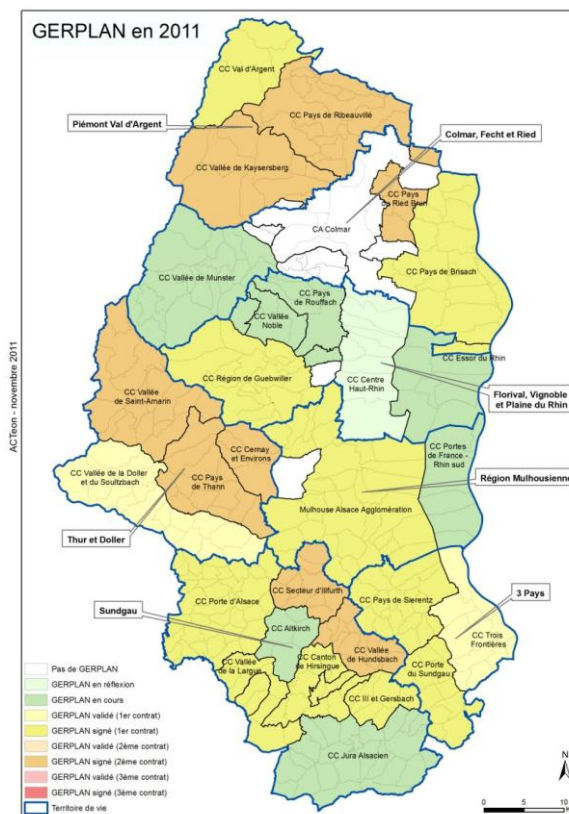 GERPLAN en 2011
CC Val d'Argent
CC Pays de Ribeauvillé
Piémont Val d'Argent
Colmar, Fecht et Ried
CC Vallée de Kaysersberg
CC Pays
du Ried Brun
CA Colmar
CC Pays de Brisach
CC Vallée de Munster
CC Pays
de Rouffach
CC Vallée
Noble
CC Essor du Rhin
CC Région de Guebwiller
CC Centre
Haut-Rhin
Florival, Vignoble
et Plaine du Rhin
CC Vallée
de Saint-Amarin
CC Cernay
et Environs
CC Portes
de France -
Rhin sud
CC Vallée de la Doller
et du Soultzbach
CC Pays
de Thann
Région Mulhousienne
Mulhouse Alsace Agglomération
Thur et Doller
CC Secteur d'Illfurth
CC Porte d'Alsace
CC Pays de Sierentz
3 Pays
Sundgau
CC Altkirch
CC Trois
Frontières
CC Vallée
de Hundsbach
CC Vallée
de la Largue
CC Canton
de Hirsingue
CC Porte
du Sundgau
CC Ill et Gersbach
CC Jura Alsacien
ACTeon - novembre 2011
Pas de GERPLAN
GERPLAN en réflexion
GERPLAN en cours
GERPLAN validé (1er contrat)
GERPLAN signé (1er contrat)
GERPLAN validé (2ème contrat)
GERPLAN signé (2ème contrat)
GERPLAN validé (3ème contrat)
GERPLAN signé (3ème contrat)
Territoire de vie
N
0 5 10